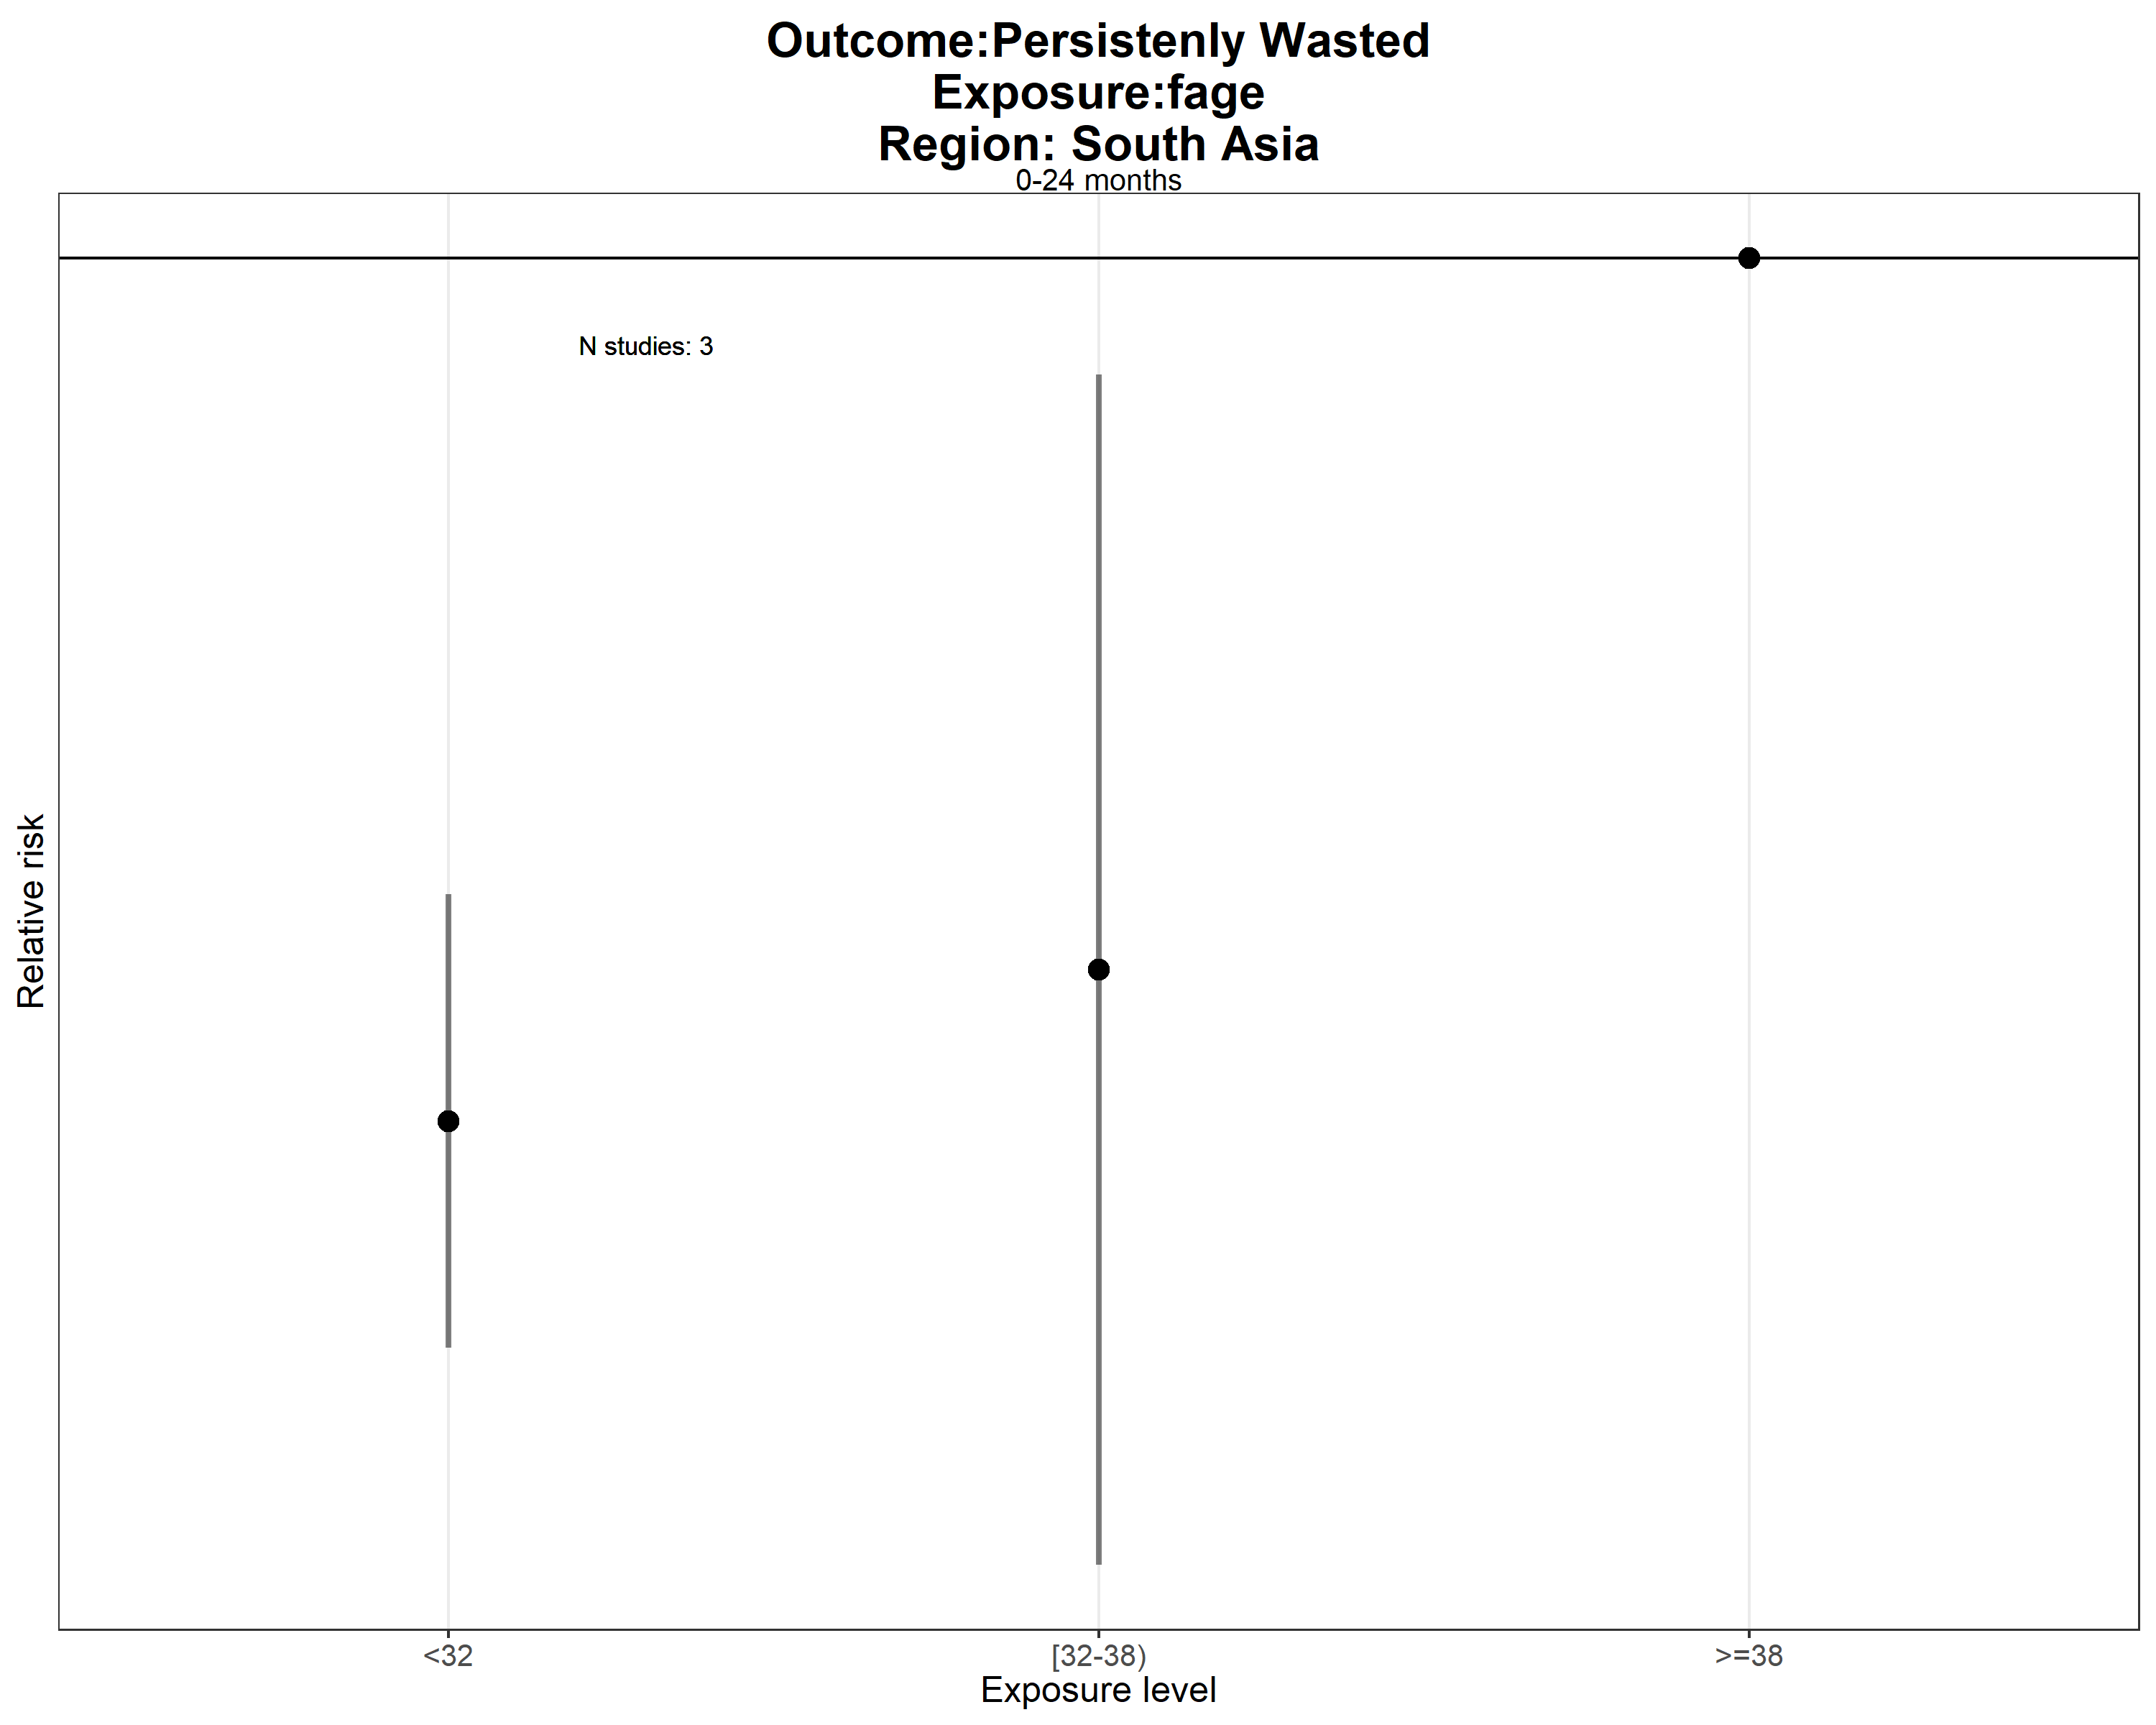 Outcome:Persistenly Wasted
Exposure:fage
Region: South Asia
0-24 months
N studies: 3
Relative risk
<32
[32-38)
>=38
Exposure level